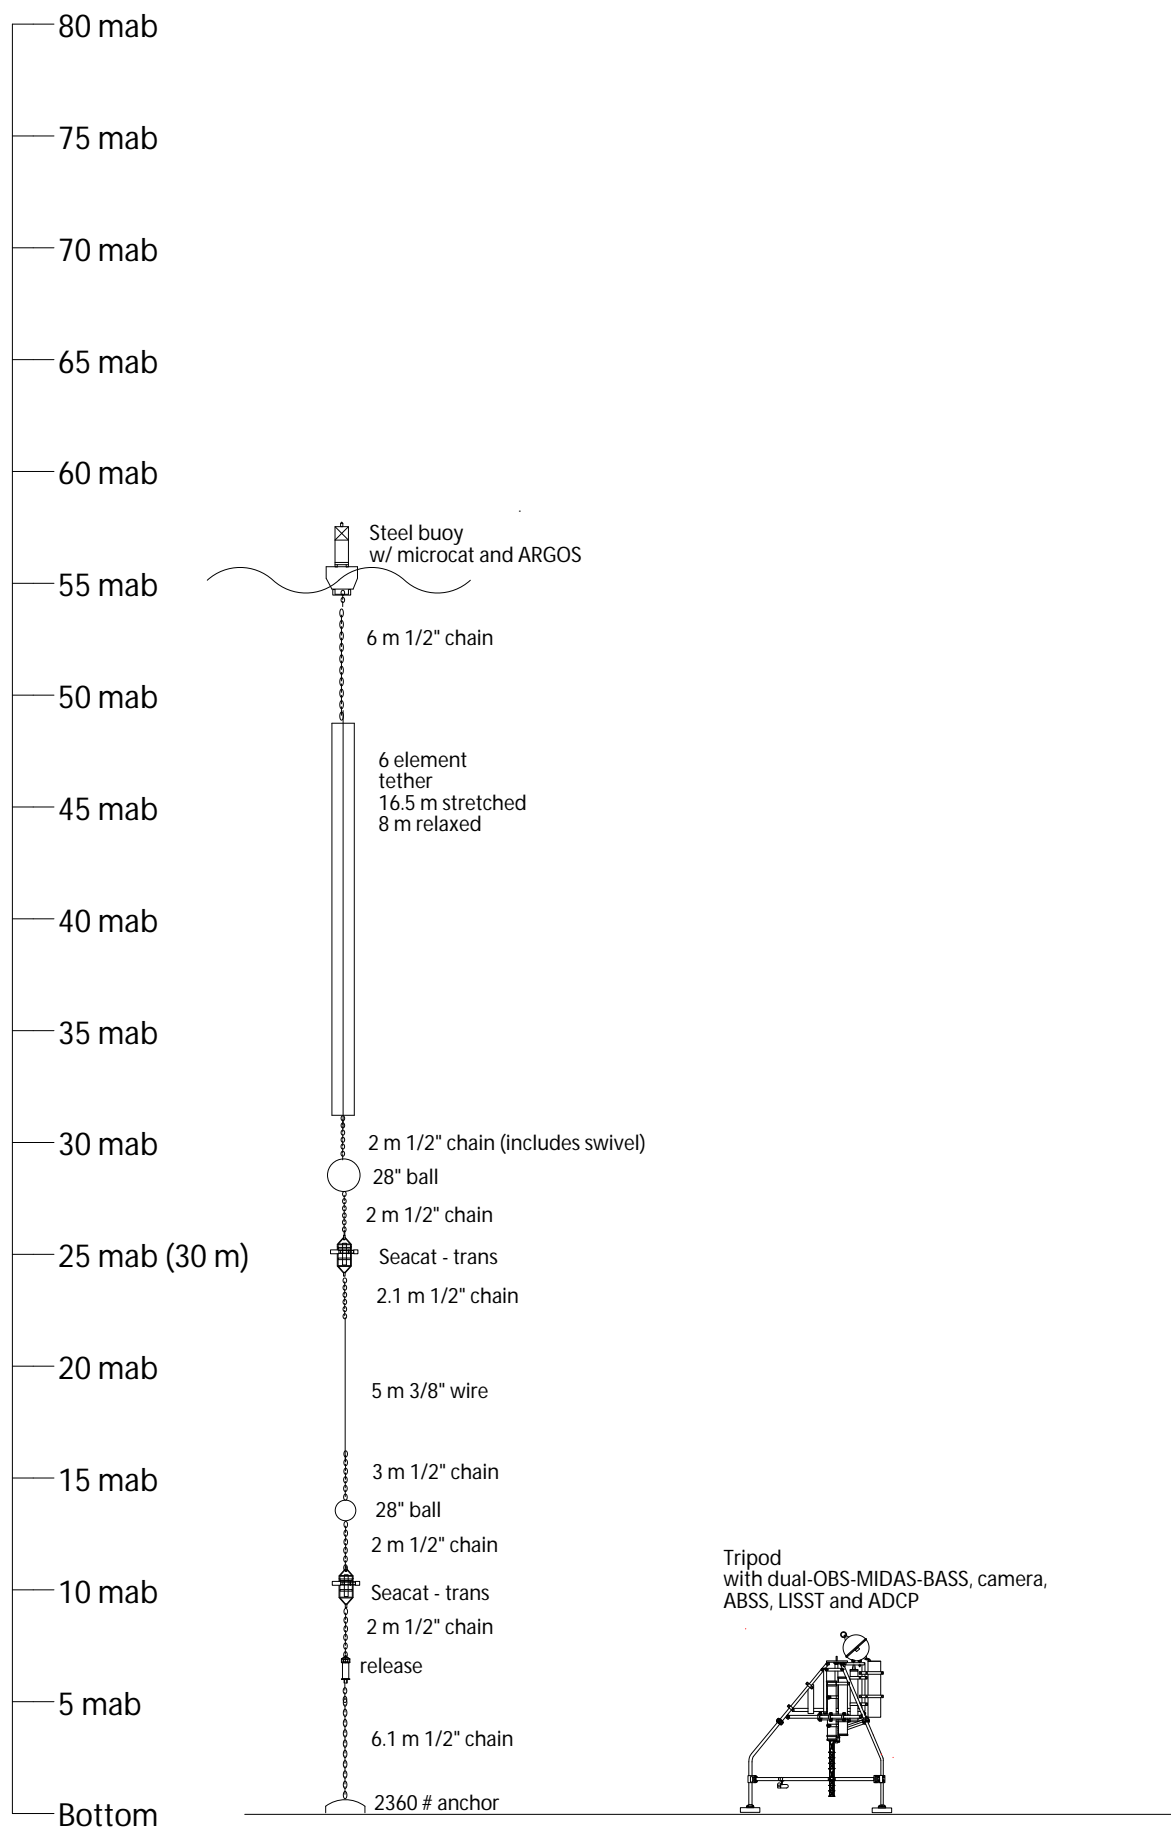 80 mab
75 mab
70 mab
65 mab
60 mab
Steel buoy
w/ microcat and ARGOS
55 mab
6 m 1/2" chain
50 mab
6 element
tether
16.5 m stretched
8 m relaxed
45 mab
40 mab
35 mab
30 mab
2 m 1/2" chain (includes swivel)
28" ball
2 m 1/2" chain
25 mab (30 m)
Seacat - trans
2.1 m 1/2" chain
20 mab
5 m 3/8" wire
15 mab
3 m 1/2" chain
28" ball
2 m 1/2" chain
Tripod
with dual-OBS-MIDAS-BASS, camera,
ABSS, LISST and ADCP
10 mab
Seacat - trans
2 m 1/2" chain
release
5 mab
6.1 m 1/2" chain
2360 # anchor
Bottom